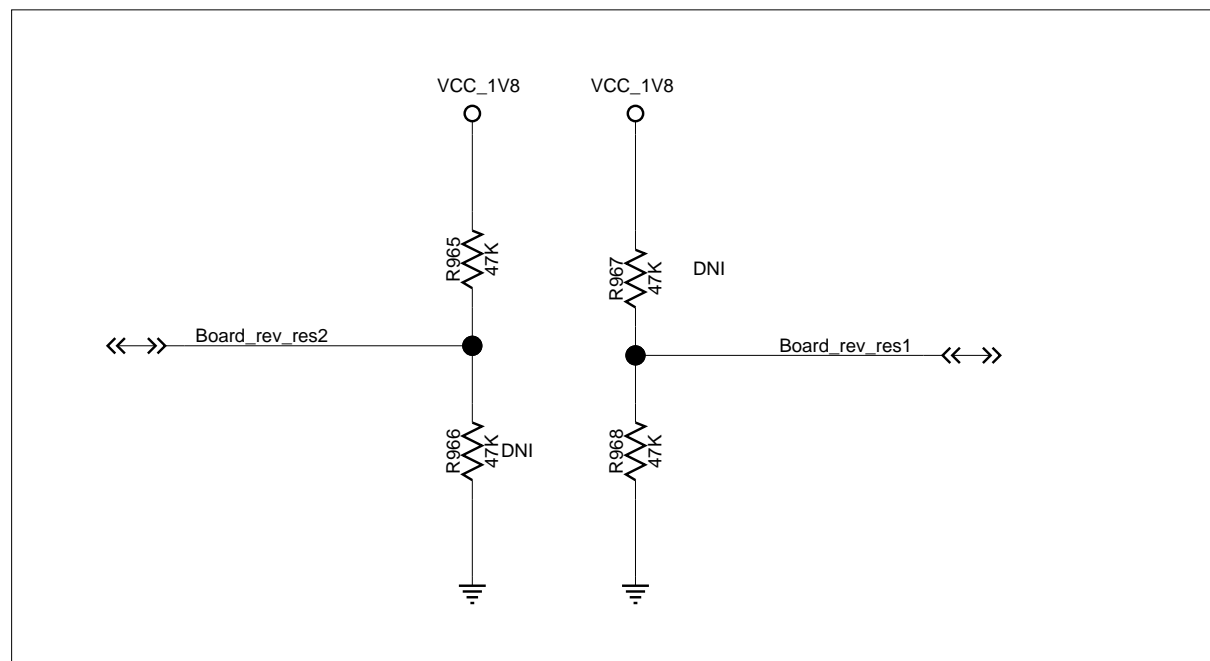 VCC_1V8
VCC_1V8
R965
47K
R967
47K
DNI
Board_rev_res2
Board_rev_res1
R966
47K
DNI
R968
47K